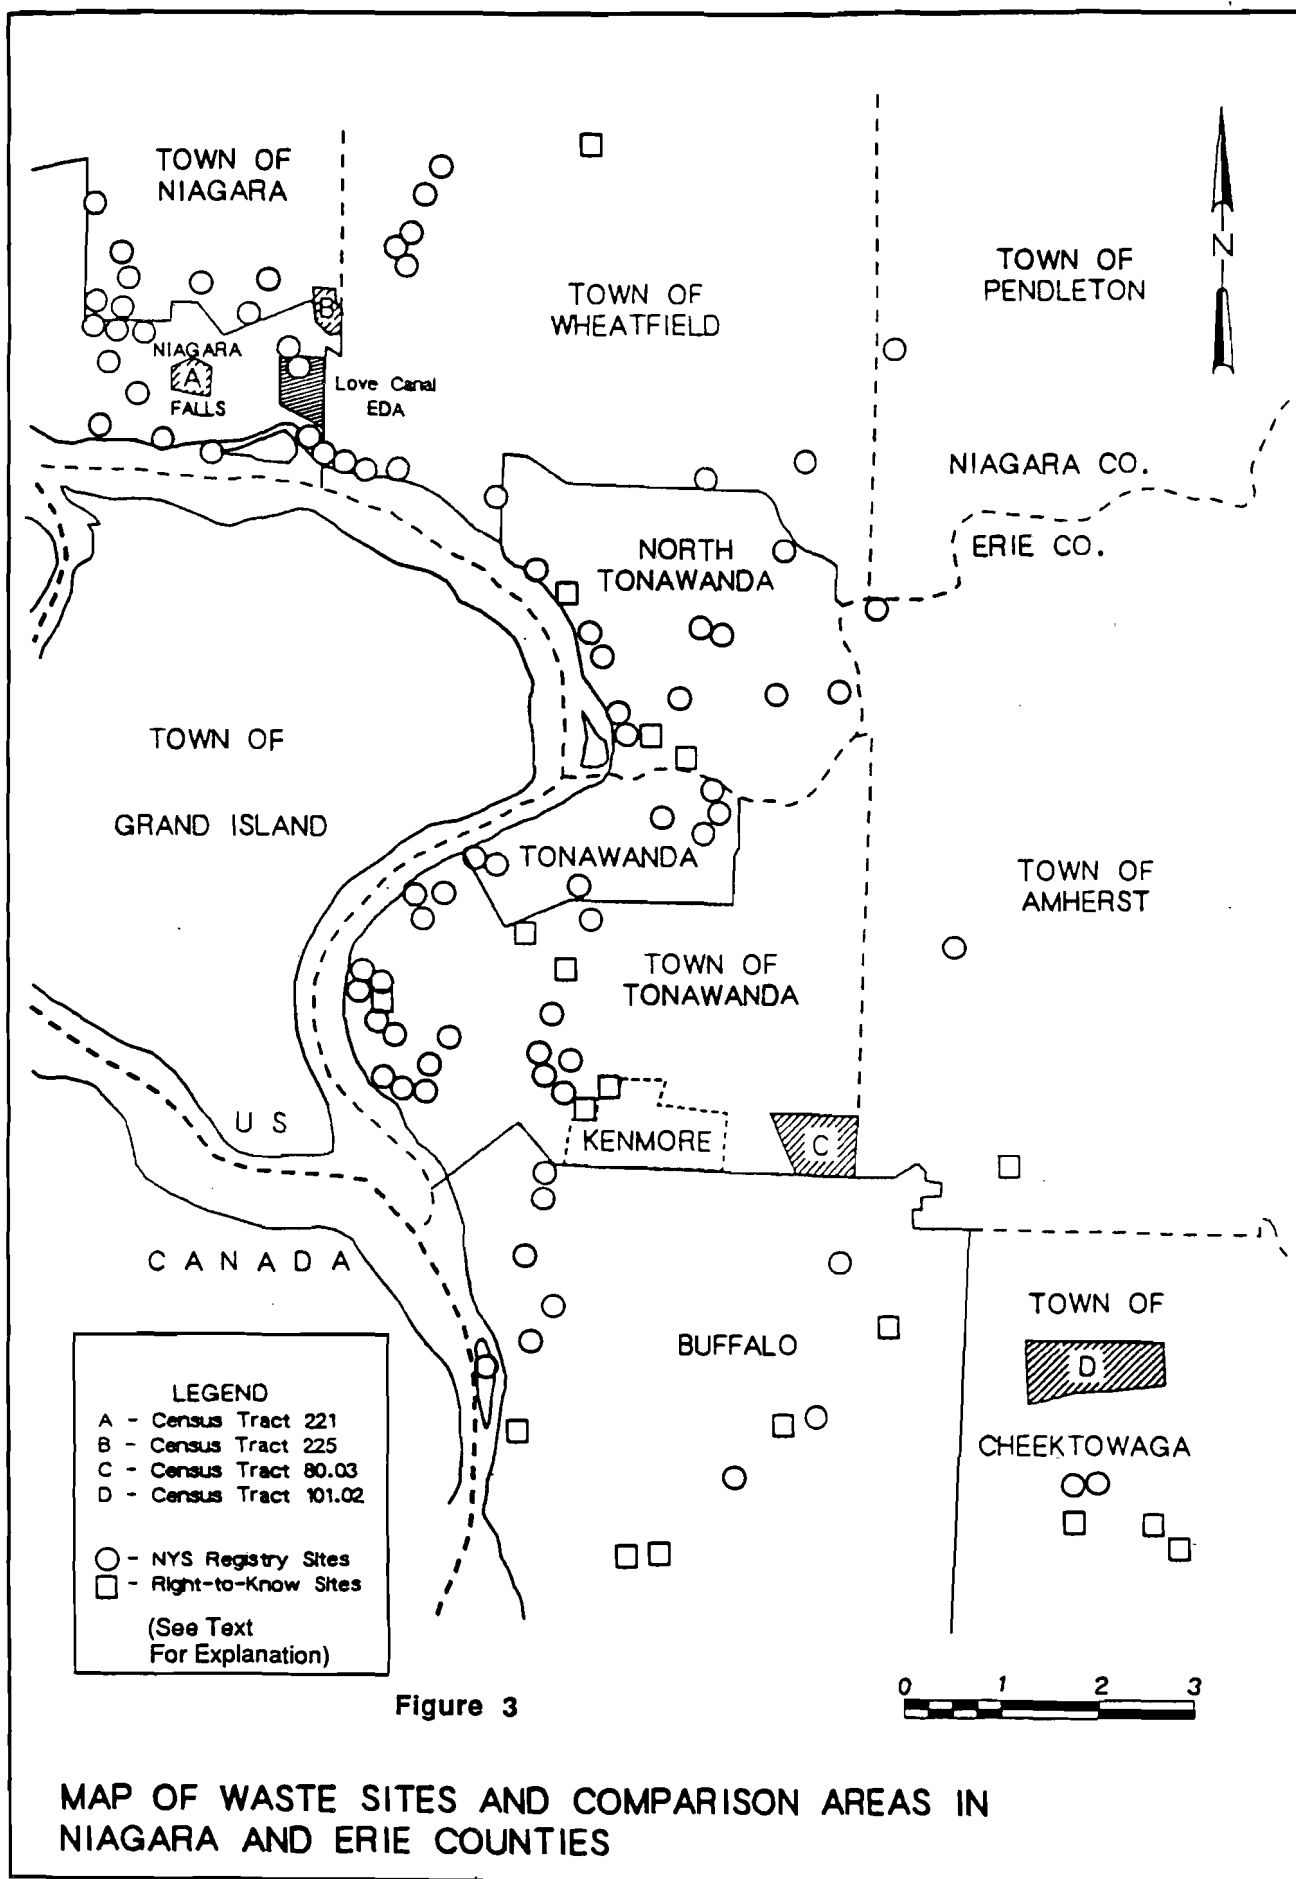 TOWN OF
NIAGARA
N
TOWN OF
PENDLETON
TOWN OF
WHEATFIELD
B
NIAGARA
A
FALLS
Love Canal
EDA
NIAGARA CO.
ERIE CO.
NORTH
TONAWANDA
TOWN OF
GRAND ISLAND
TONAWANDA
TOWN OF
AMHERST
TOWN OF
TONAWANDA
U S
KENMORE
C
CANADA
TOWN OF
D
CHEEKTOWAGA
BUFFALO
LEGEND
A - Census Tract 221
B - Census Tract 225
C - Census Tract 80.03
D - Census Tract 101.02
- NYS Registry Sites
- Right-to-Know Sites
(See Text
For Explanation)
Figure 3
0 1 2 3
MAP OF WASTE SITES AND COMPARISON AREAS IN
NIAGARA AND ERIE COUNTIES